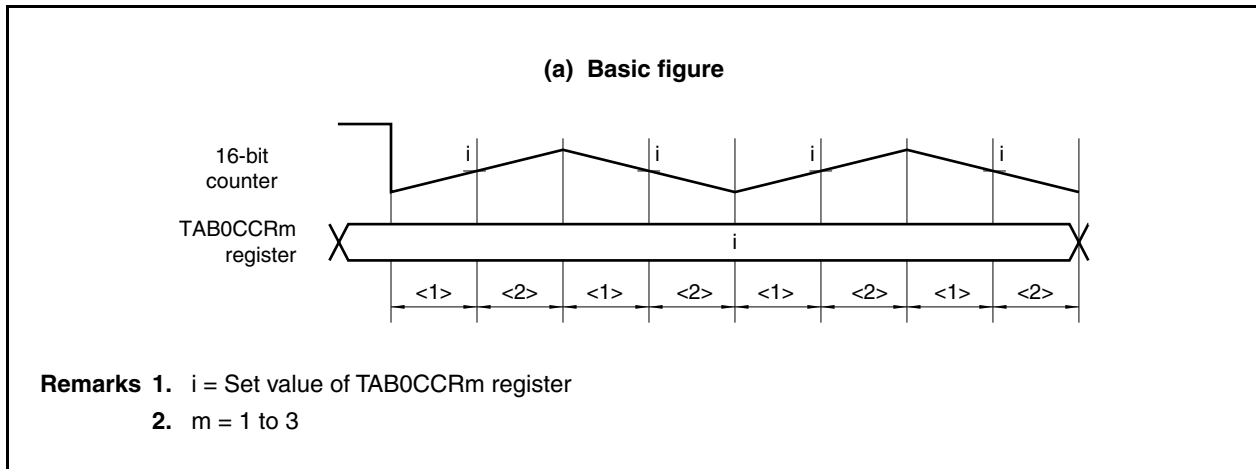 (a) Basic figure
i i i i
16-bit
counter
TAB0CCRm
register
i
<1> <2> <1> <2> <1> <2> <1> <2>
Remarks 1. i = Set value of TAB0CCRm register
2. m = 1 to 3